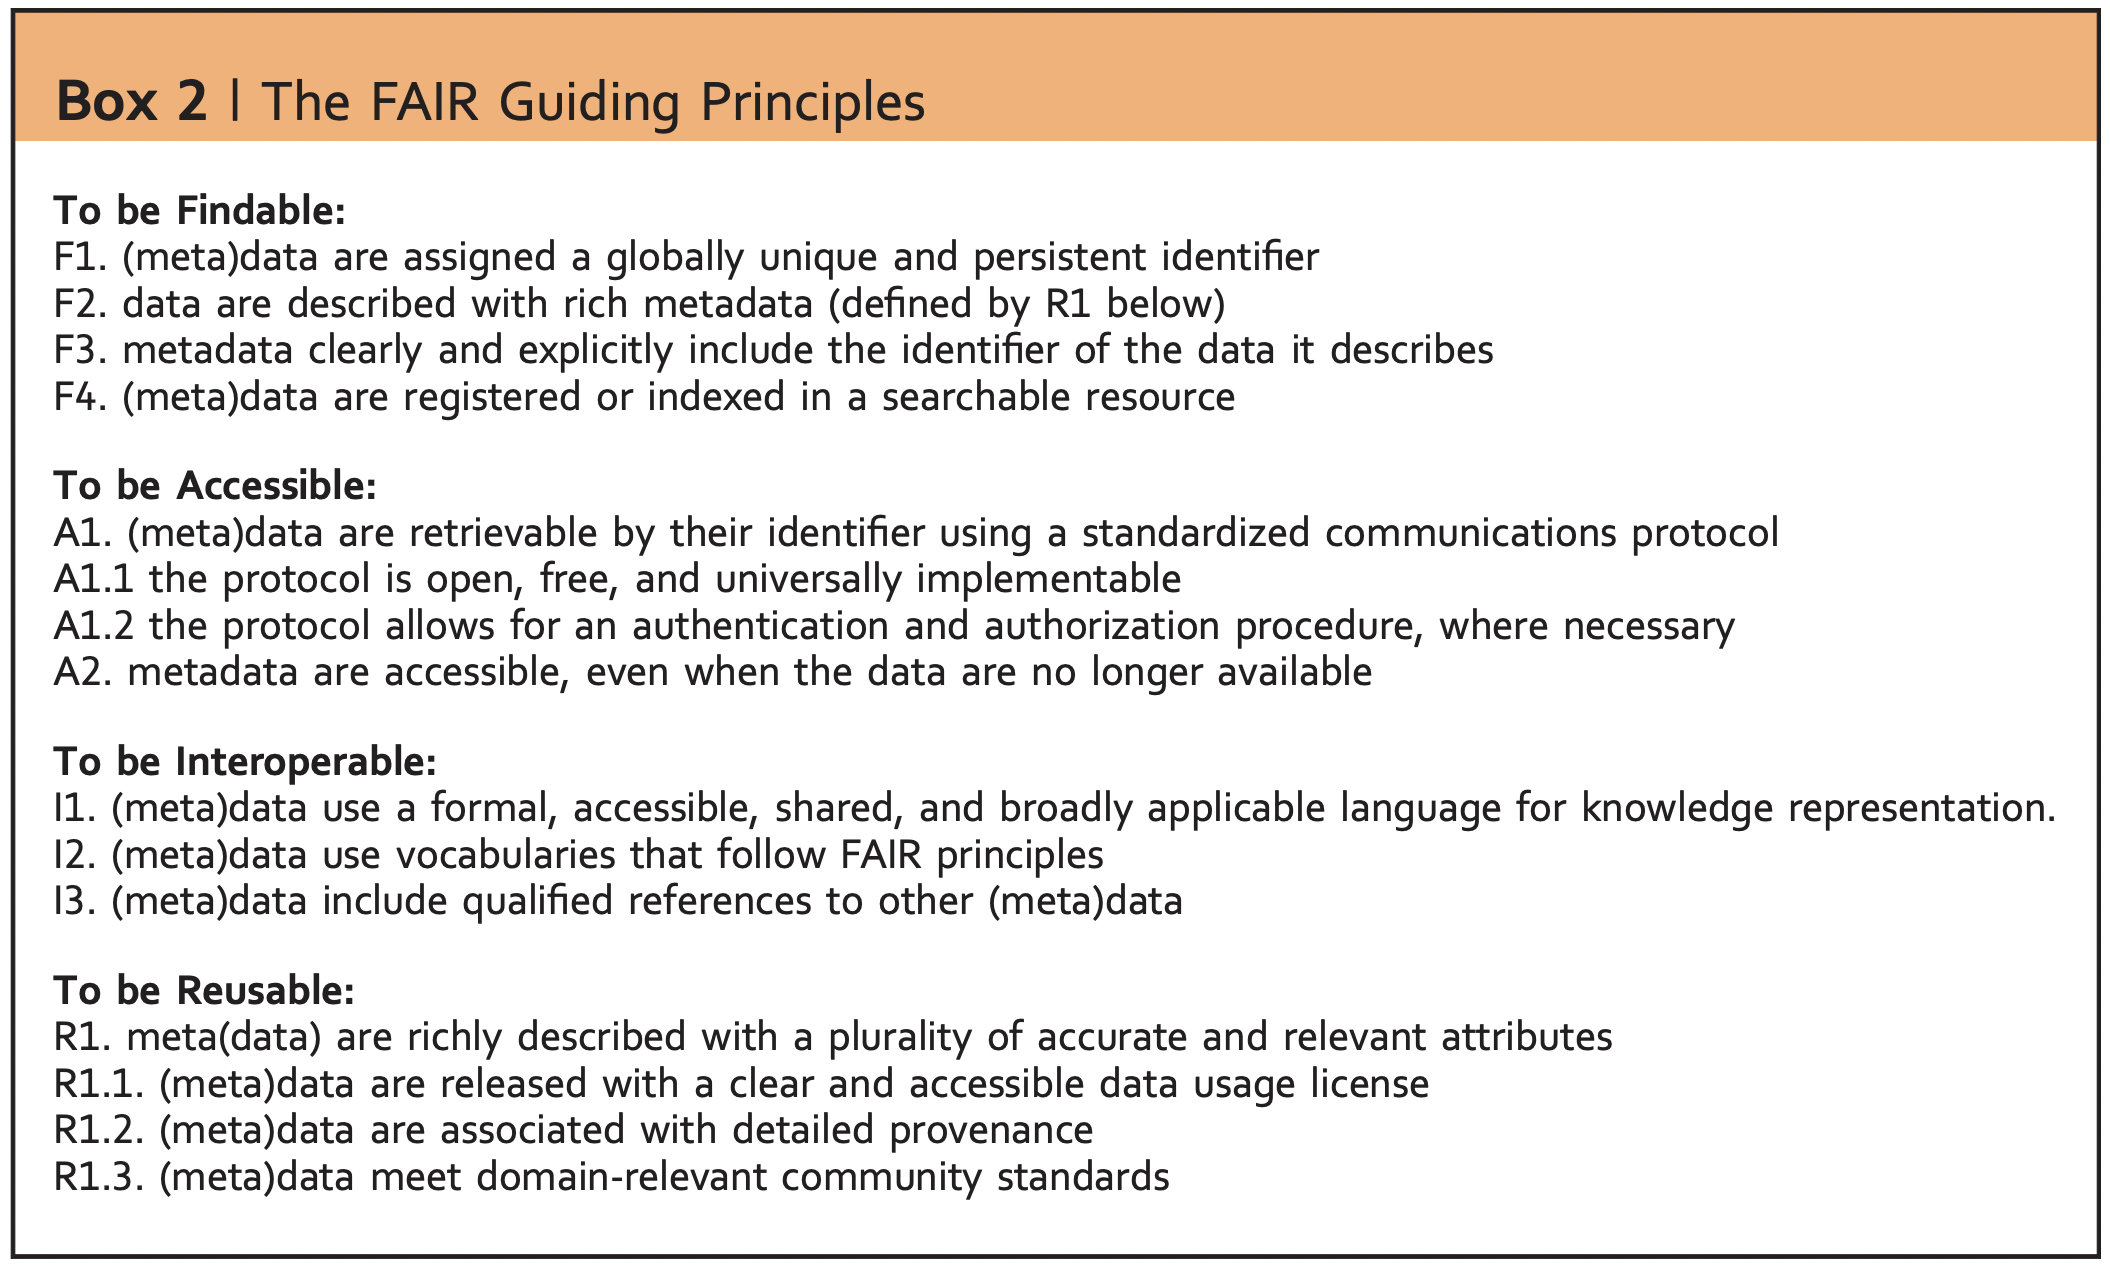 Box 2 | The FAIR Guiding Principles
To be Findable:
F1. (meta)data are assigned a globally unique and persistent identifier
F2. data are described with rich metadata (defined by R1 below)
F3. metadata clearly and explicitly include the identifier of the data it describes
F4. (meta)data are registered or indexed in a searchable resource
To be Accessible:
A1. (meta)data are retrievable by their identifier using a standardized communications protocol
A1.1 the protocol is open, free, and universally implementable
A1.2 the protocol allows for an authentication and authorization procedure, where necessary
A2. metadata are accessible, even when the data are no longer available
To be Interoperable:
I1. (meta)data use a formal, accessible, shared, and broadly applicable language for knowledge representation.
I2. (meta)data use vocabularies that follow FAIR principles
I3. (meta)data include qualified references to other (meta)data
To be Reusable:
R1. meta(data) are richly described with a plurality of accurate and relevant attributes
R1.1. (meta)data are released with a clear and accessible data usage license
R1.2. (meta)data are associated with detailed provenance
R1.3. (meta)data meet domain-relevant community standards